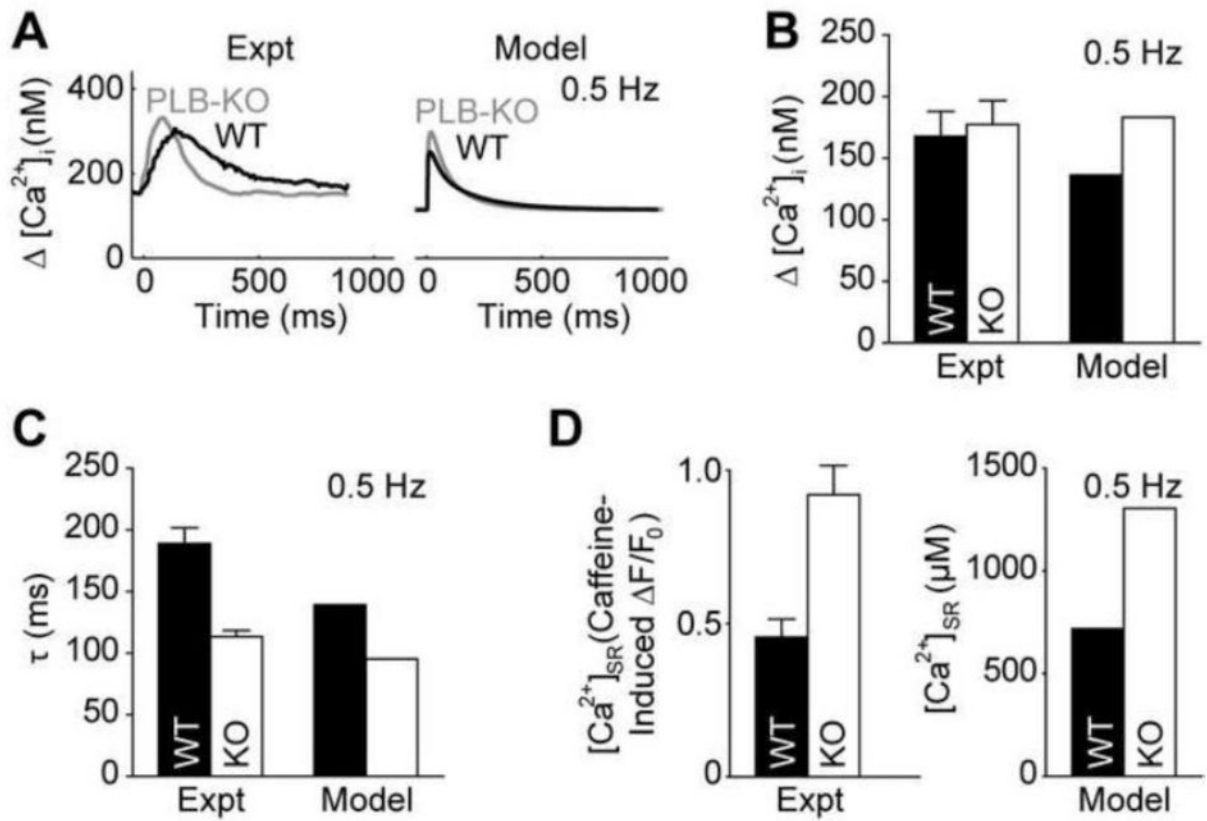 A
Expt
Model
Δ [Ca²⁺]ᵢ (nM)
400
200
0
PLB-KO
WT
0
500
1000
Time (ms)
0.5 Hz
PLB-KO
WT
0
500
1000
Time (ms)
B
0.5 Hz
Δ [Ca²⁺]ᵢ (nM)
250
200
150
100
50
0
WT
KO
Expt
Model
C
0.5 Hz
τ (ms)
250
200
150
100
50
0
WT
KO
Expt
Model
D
[Ca²⁺]SR (Caffeine-
Induced ΔF/F₀)
1.0
0.5
0
WT
KO
Expt
0.5 Hz
[Ca²⁺]SR (μM)
1500
1000
500
0
WT
KO
Model